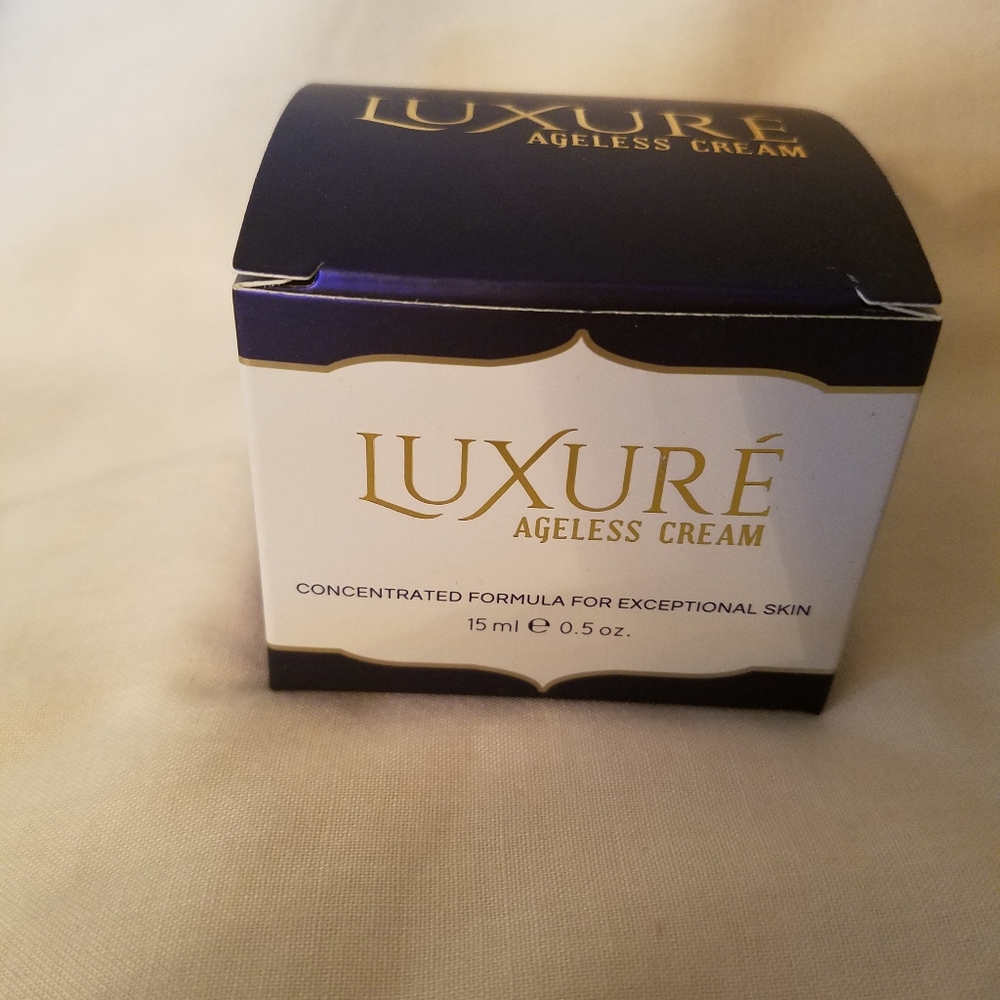 LUXURÉ
AGELESS CREAM
LUXURÉ
AGELESS CREAM
CONCENTRATED FORMULA FOR EXCEPTIONAL SKIN
15 ml ℮ 0.5 oz.